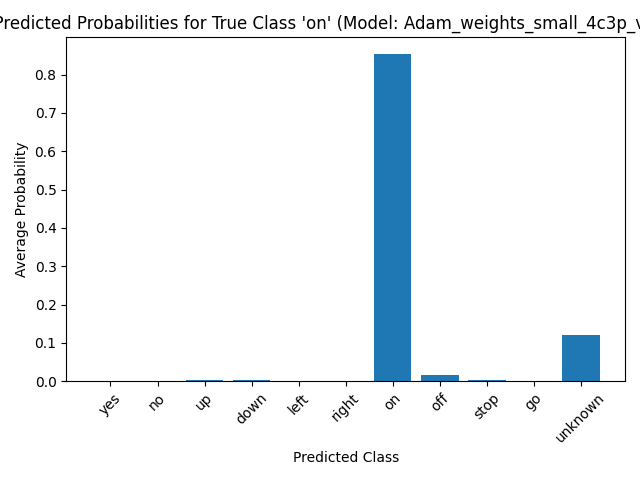 Predicted Probabilities for True Class 'on' (Model: Adam_weights_small_4c3p_v
0.8
0.7
0.6
0.5
0.4
0.3
0.2
0.1
0.0
Average Probability
yes
no
up
down
left
right
on
off
stop
go
unknown
Predicted Class